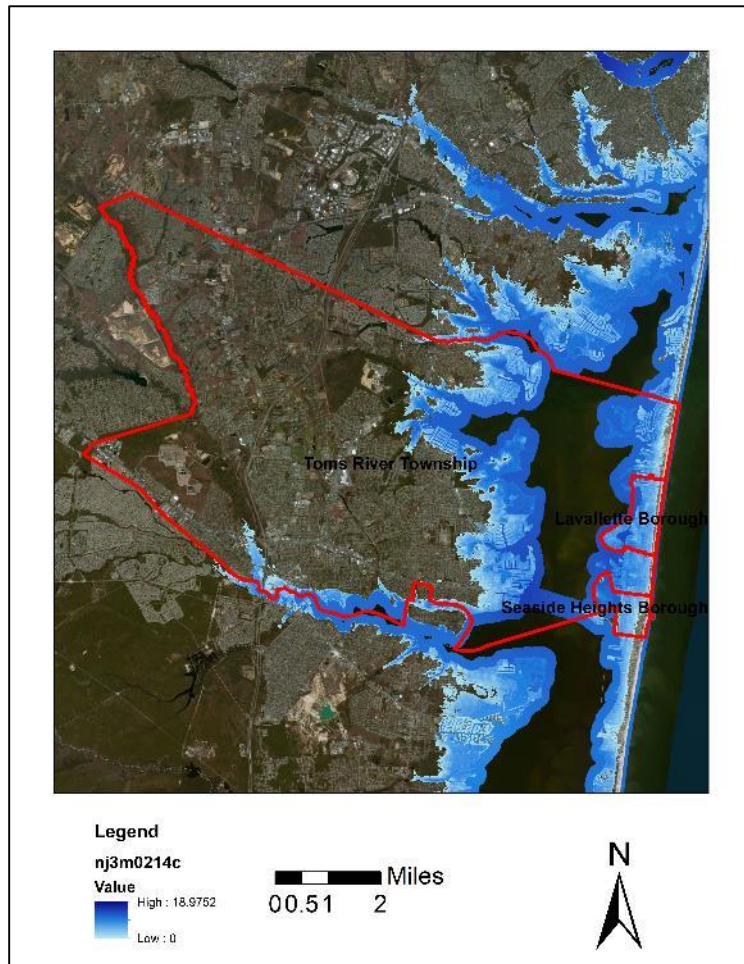 Toms River Township
Lavallette Borough
Seaside Heights Borough
Legend
nj3m0214c
Value
High : 18.9752
Low : 0
Miles
00.51 2
N